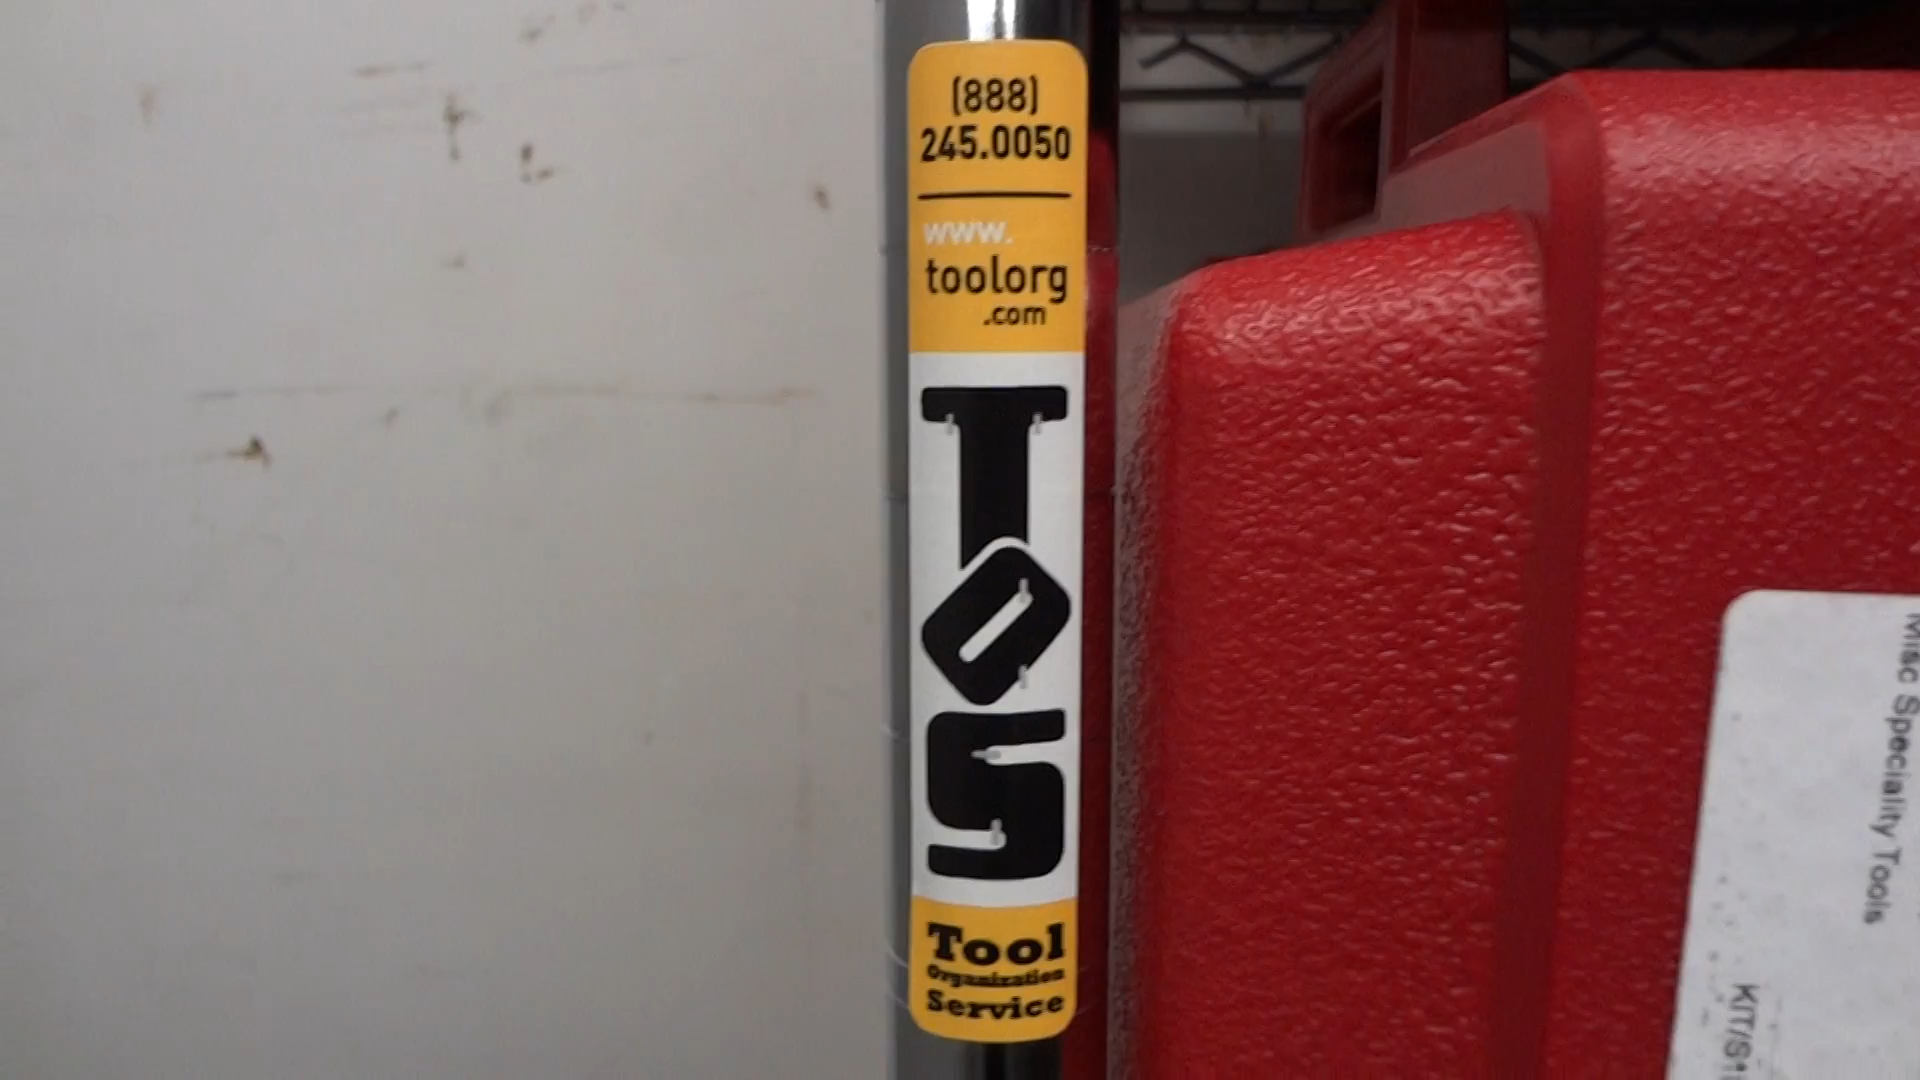 (888)
245.0050
www.
toolorg
.com
TOS
Tool
Organization
Service
Misc Speciality Tools